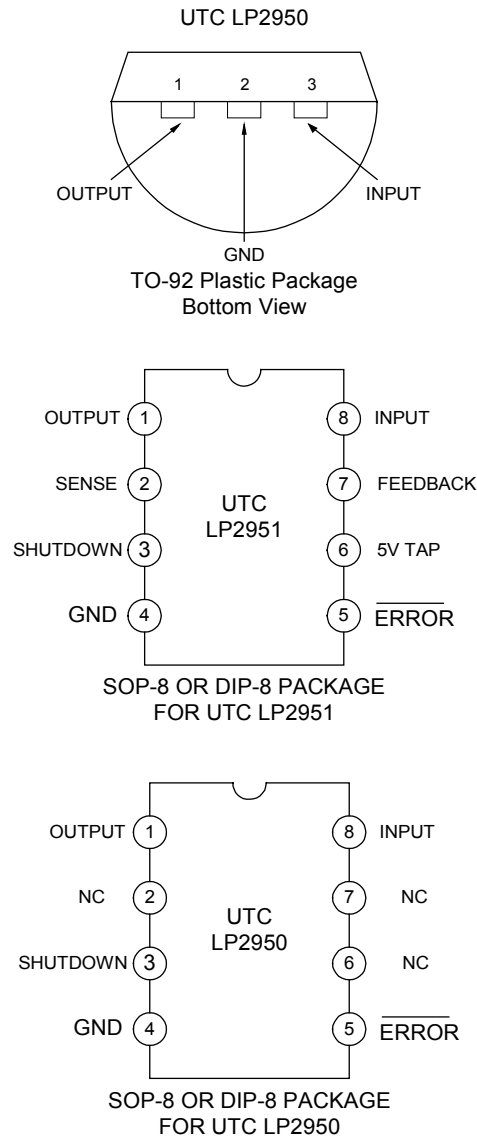 UTC LP2950
1 2 3
OUTPUT INPUT
GND
TO-92 Plastic Package
Bottom View
OUTPUT 1 8 INPUT
SENSE 2 7 FEEDBACK
UTC
LP2951
SHUTDOWN 3 6 5V TAP
GND 4 5 ERROR
SOP-8 OR DIP-8 PACKAGE
FOR UTC LP2951
OUTPUT 1 8 INPUT
NC 2 7 NC
UTC
LP2950
SHUTDOWN 3 6 NC
GND 4 5 ERROR
SOP-8 OR DIP-8 PACKAGE
FOR UTC LP2950